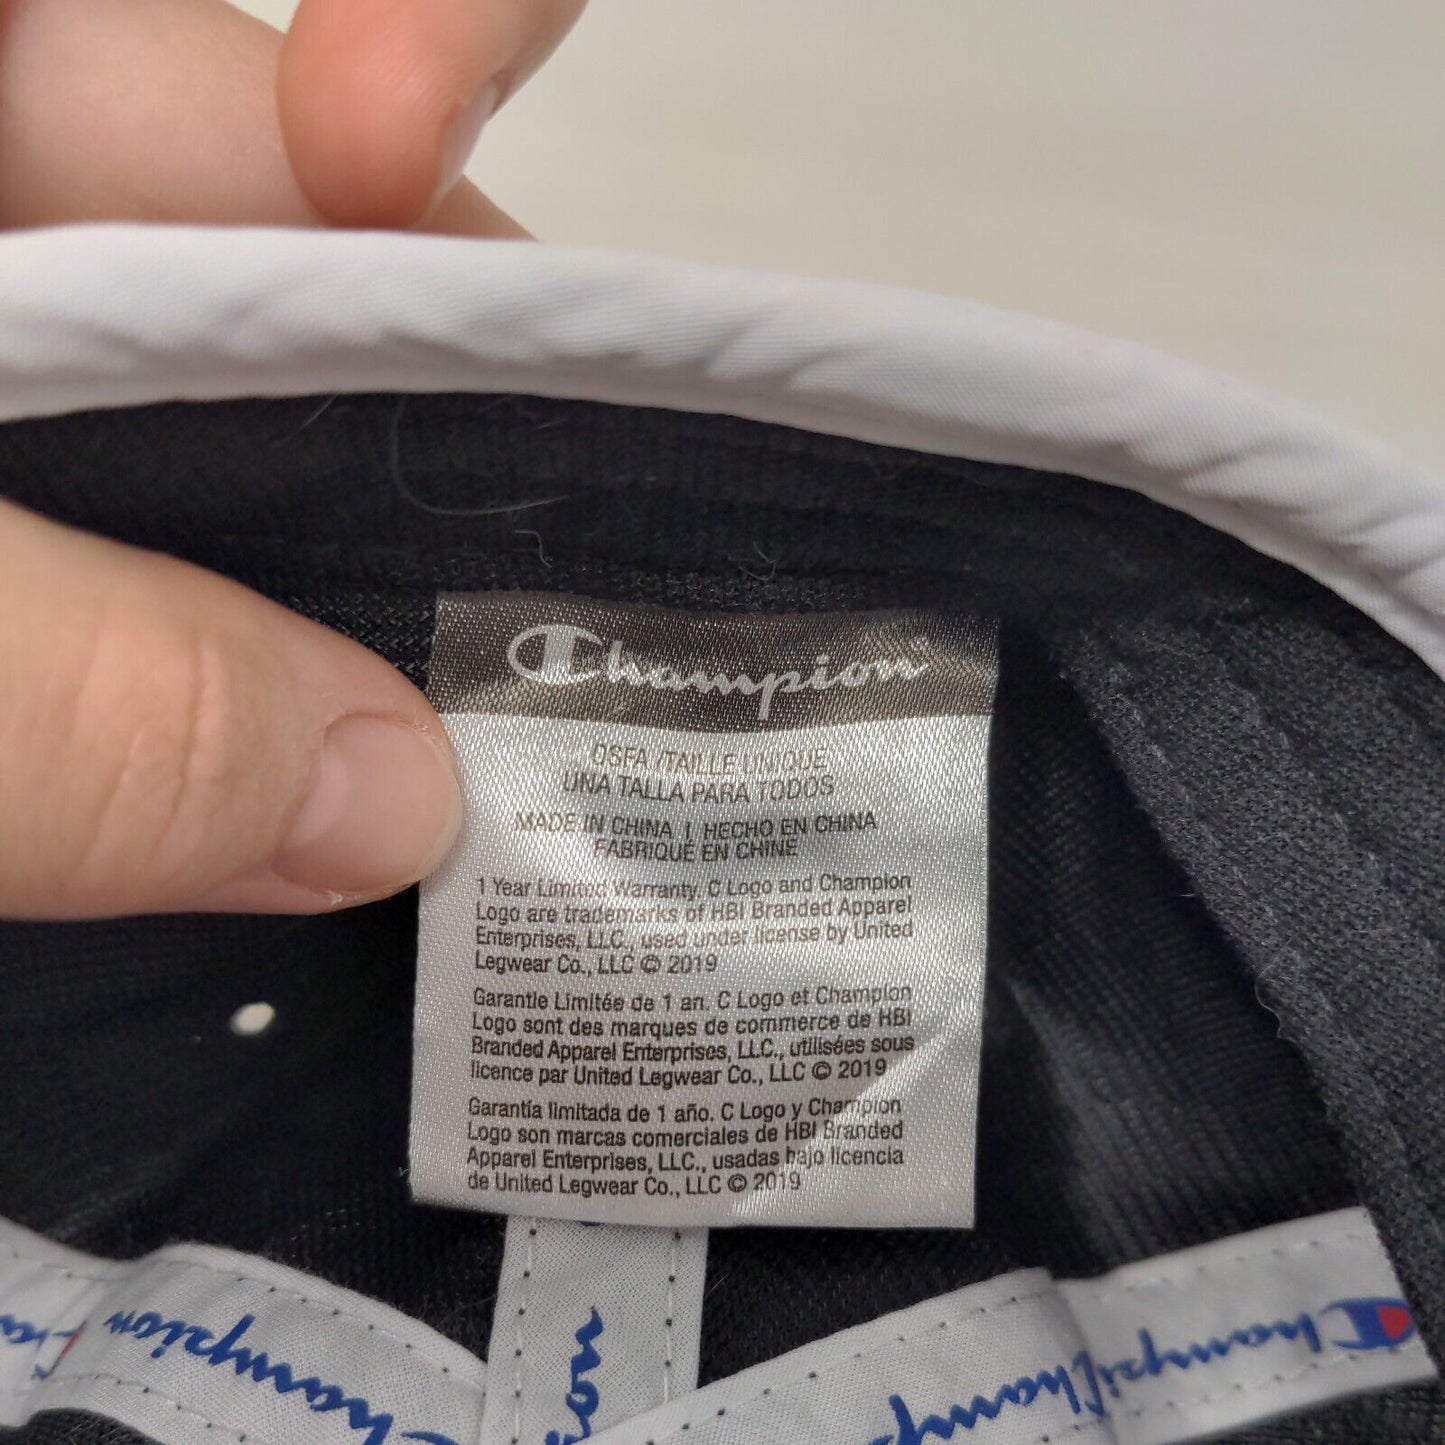 Champion
OSFA /TAILLE UNIQUE
UNA TALLA PARA TODOS
MADE IN CHINA | HECHO EN CHINA
FABRIQUÉ EN CHINE
1 Year Limited Warranty. C Logo and Champion
Logo are trademarks of HBI Branded Apparel
Enterprises, LLC., used under license by United
Legwear Co., LLC © 2019
Garantie Limitée de 1 an. C Logo et Champion
Logo sont des marques de commerce de HBI
Branded Apparel Enterprises, LLC., utilisées sous
licence par United Legwear Co., LLC © 2019
Garantía limitada de 1 año. C Logo y Champion
Logo son marcas comerciales de HBI Branded
Apparel Enterprises, LLC., usadas bajo licencia
de United Legwear Co., LLC © 2019
Champion
Champion
Champion